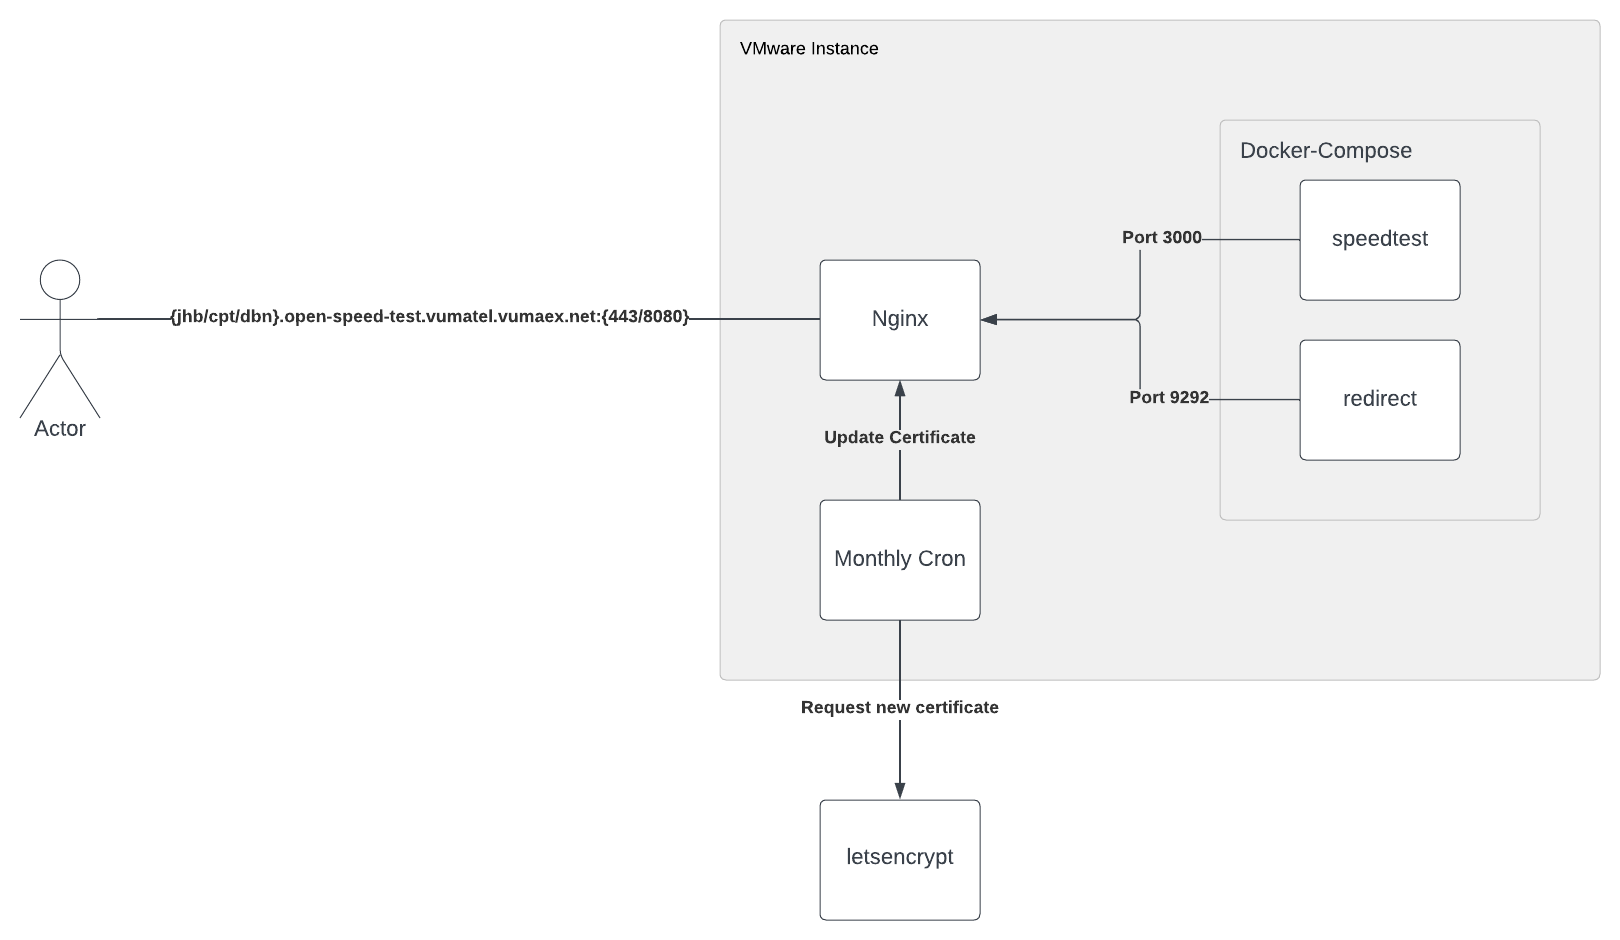 VMware Instance
Docker-Compose
speedtest
Port 3000
Nginx
{jhb/cpt/dbn}.open-speed-test.vumatel.vumaex.net:{443/8080}
Actor
redirect
Port 9292
Update Certificate
Monthly Cron
Request new certificate
letsencrypt